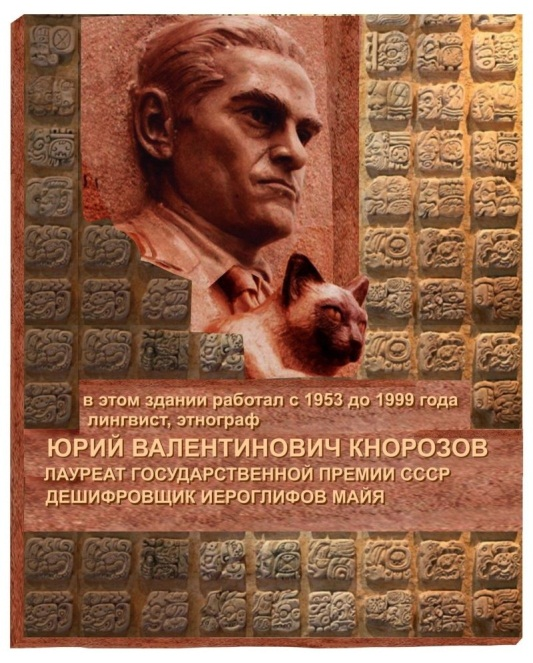 в этом здании работал с 1953 до 1999 года
лингвист, этнограф
ЮРИЙ ВАЛЕНТИНОВИЧ КНОРОЗОВ
ЛАУРЕАТ ГОСУДАРСТВЕННОЙ ПРЕМИИ СССР
ДЕШИФРОВЩИК ИЕРОГЛИФОВ МАЙЯ